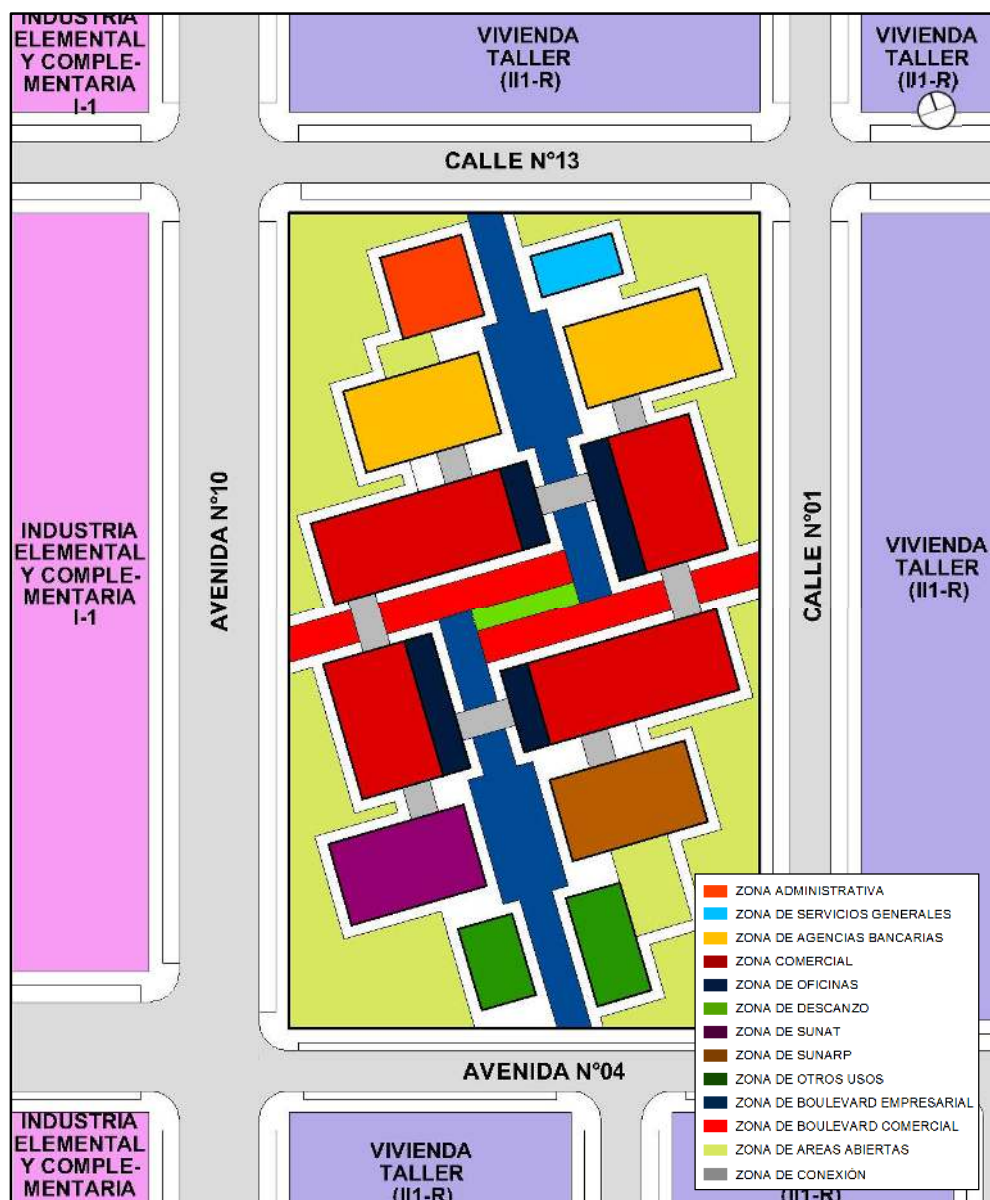 INDUSTRIA
ELEMENTAL
Y COMPLE-
MENTARIA
I-1
VIVIENDA
TALLER
(II1-R)
VIVIENDA
TALLER
(II1-R)
CALLE N°13
INDUSTRIA
ELEMENTAL
Y COMPLE-
MENTARIA
I-1
AVENIDA N°10
CALLE N°01
VIVIENDA
TALLER
(II1-R)
ZONA ADMINISTRATIVA
ZONA DE SERVICIOS GENERALES
ZONA DE AGENCIAS BANCARIAS
ZONA COMERCIAL
ZONA DE OFICINAS
ZONA DE DESCANZO
ZONA DE SUNAT
ZONA DE SUNARP
ZONA DE OTROS USOS
ZONA DE BOULEVARD EMPRESARIAL
ZONA DE BOULEVARD COMERCIAL
ZONA DE AREAS ABIERTAS
ZONA DE CONEXIÓN
AVENIDA N°04
INDUSTRIA
ELEMENTAL
Y COMPLE-
MENTARIA
VIVIENDA
TALLER
(II1-R)
(II1-R)